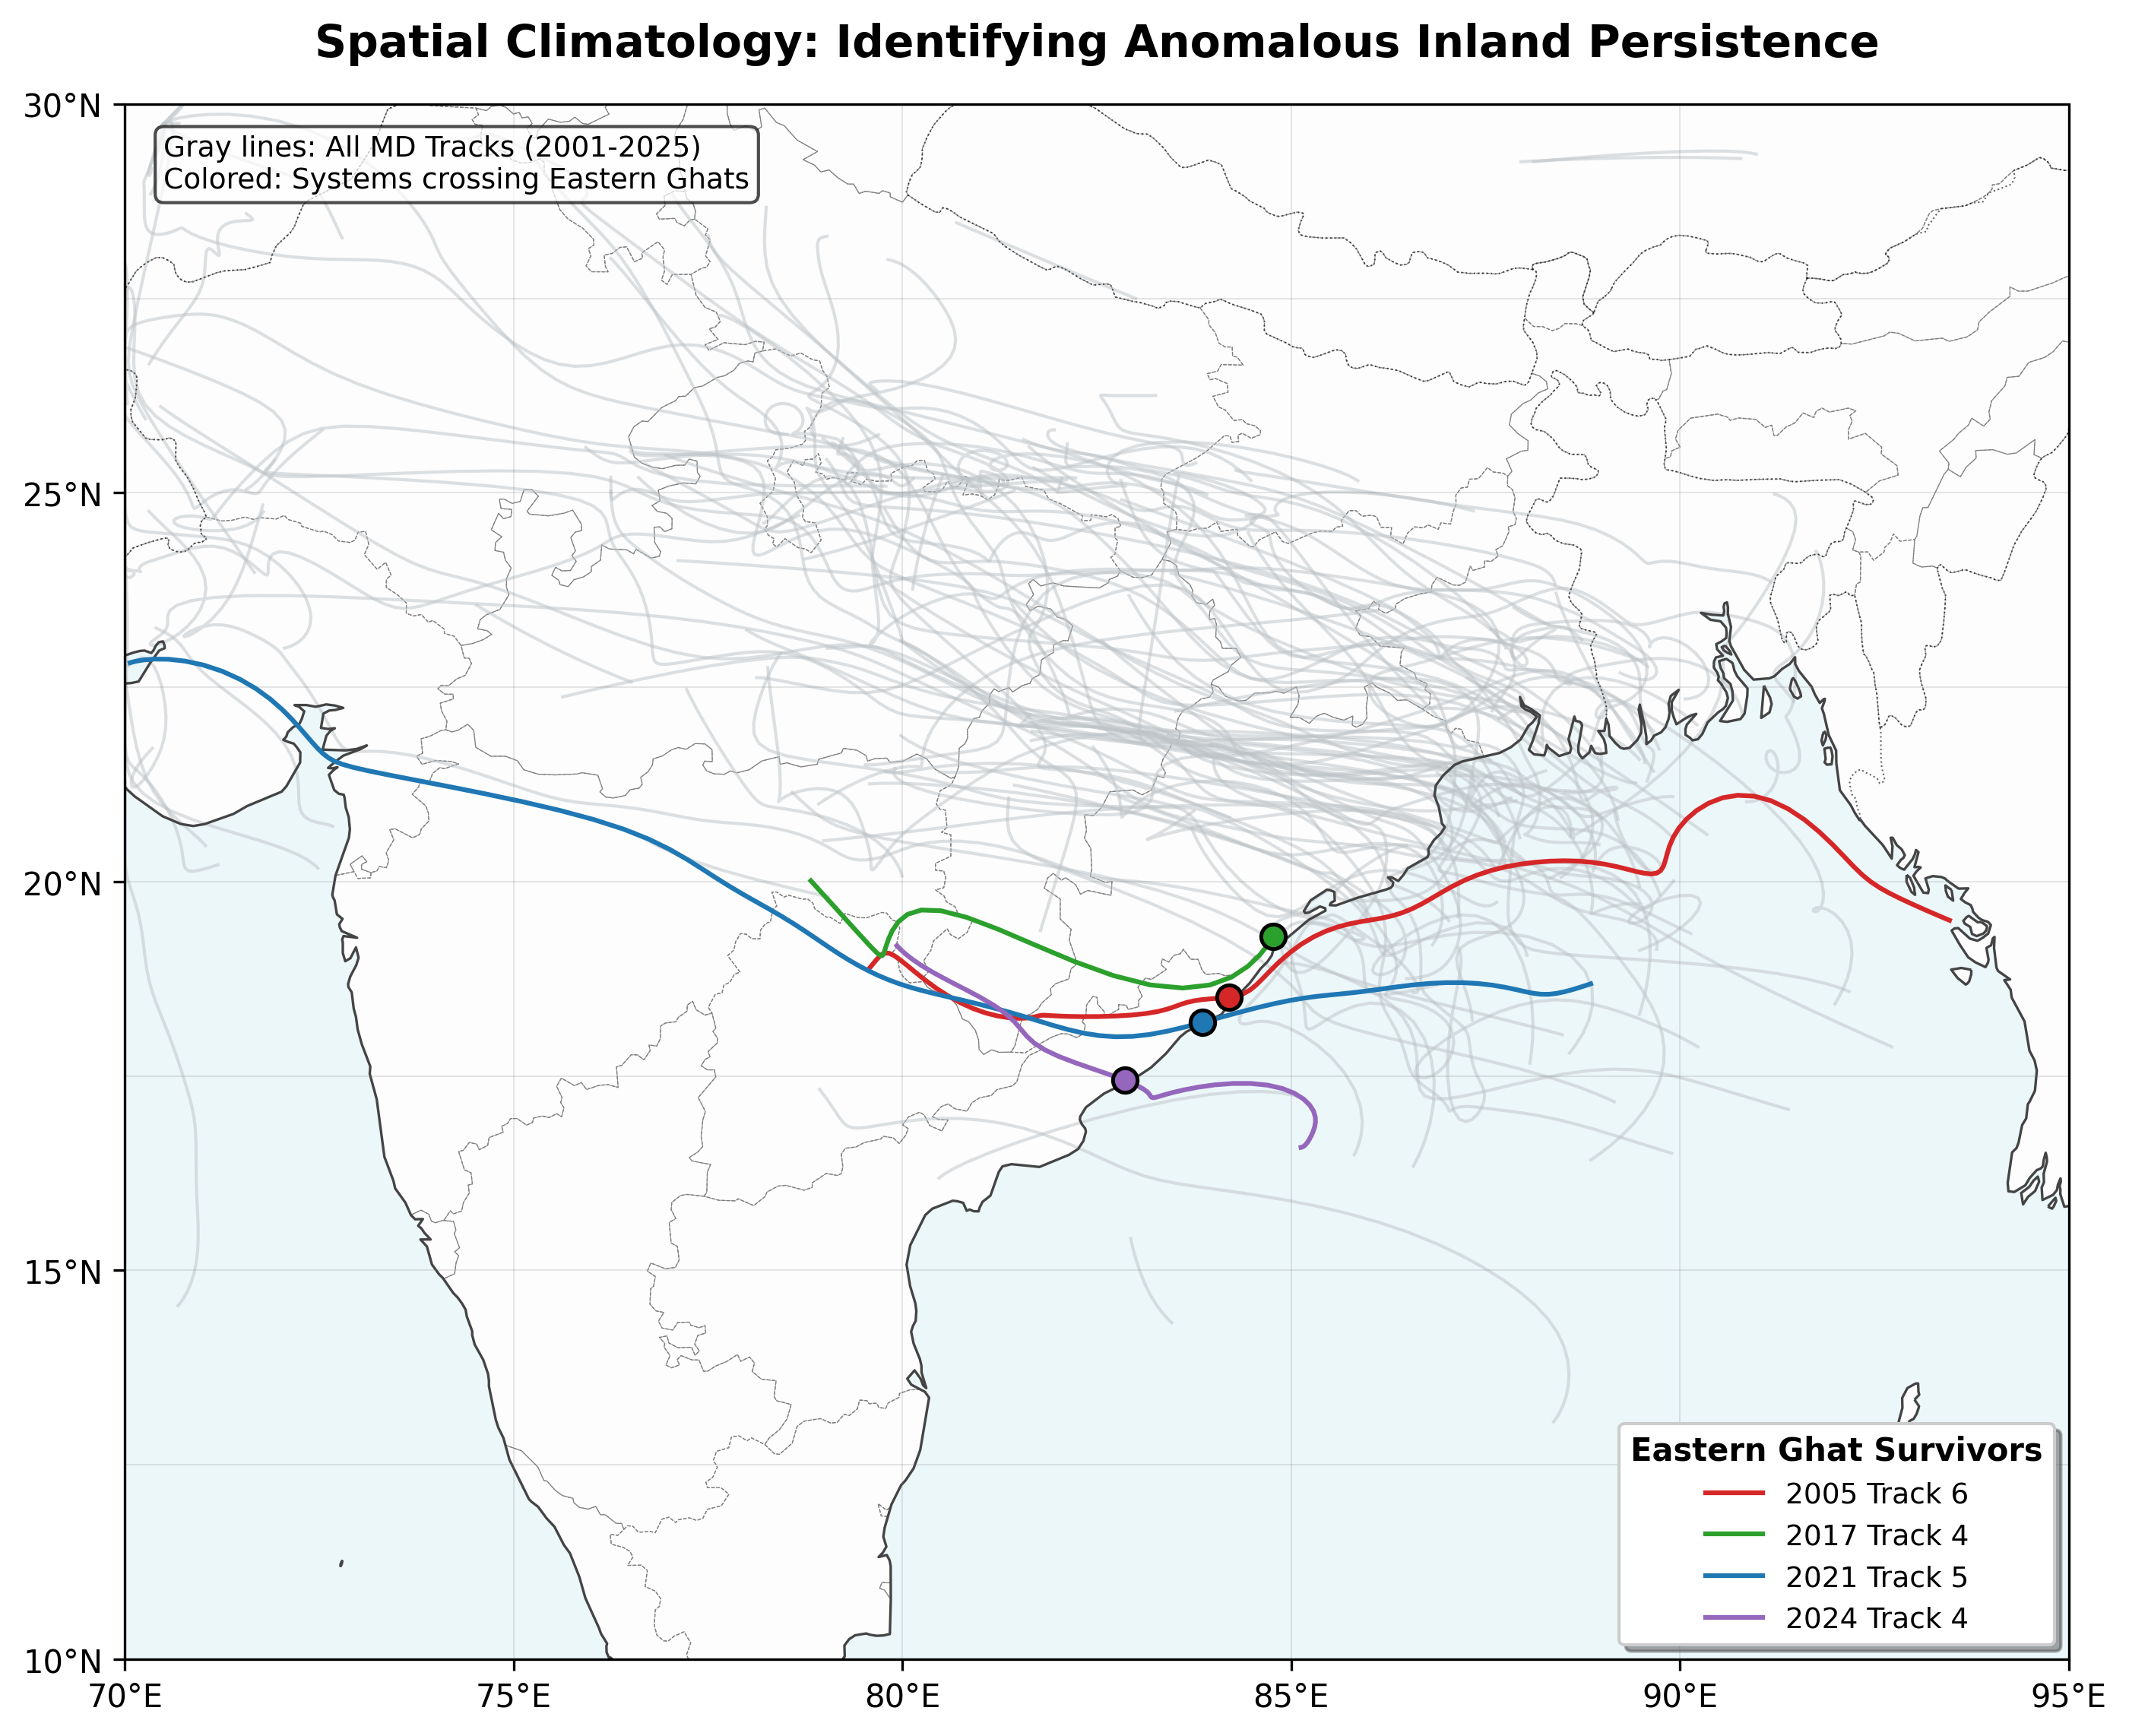 Spatial Climatology: Identifying Anomalous Inland Persistence
30°N
Gray lines: All MD Tracks (2001-2025)
Colored: Systems crossing Eastern Ghats
25°N
20°N
15°N
Eastern Ghat Survivors
2005 Track 6
2017 Track 4
2021 Track 5
2024 Track 4
10°N
70°E
75°E
80°E
85°E
90°E
95°E